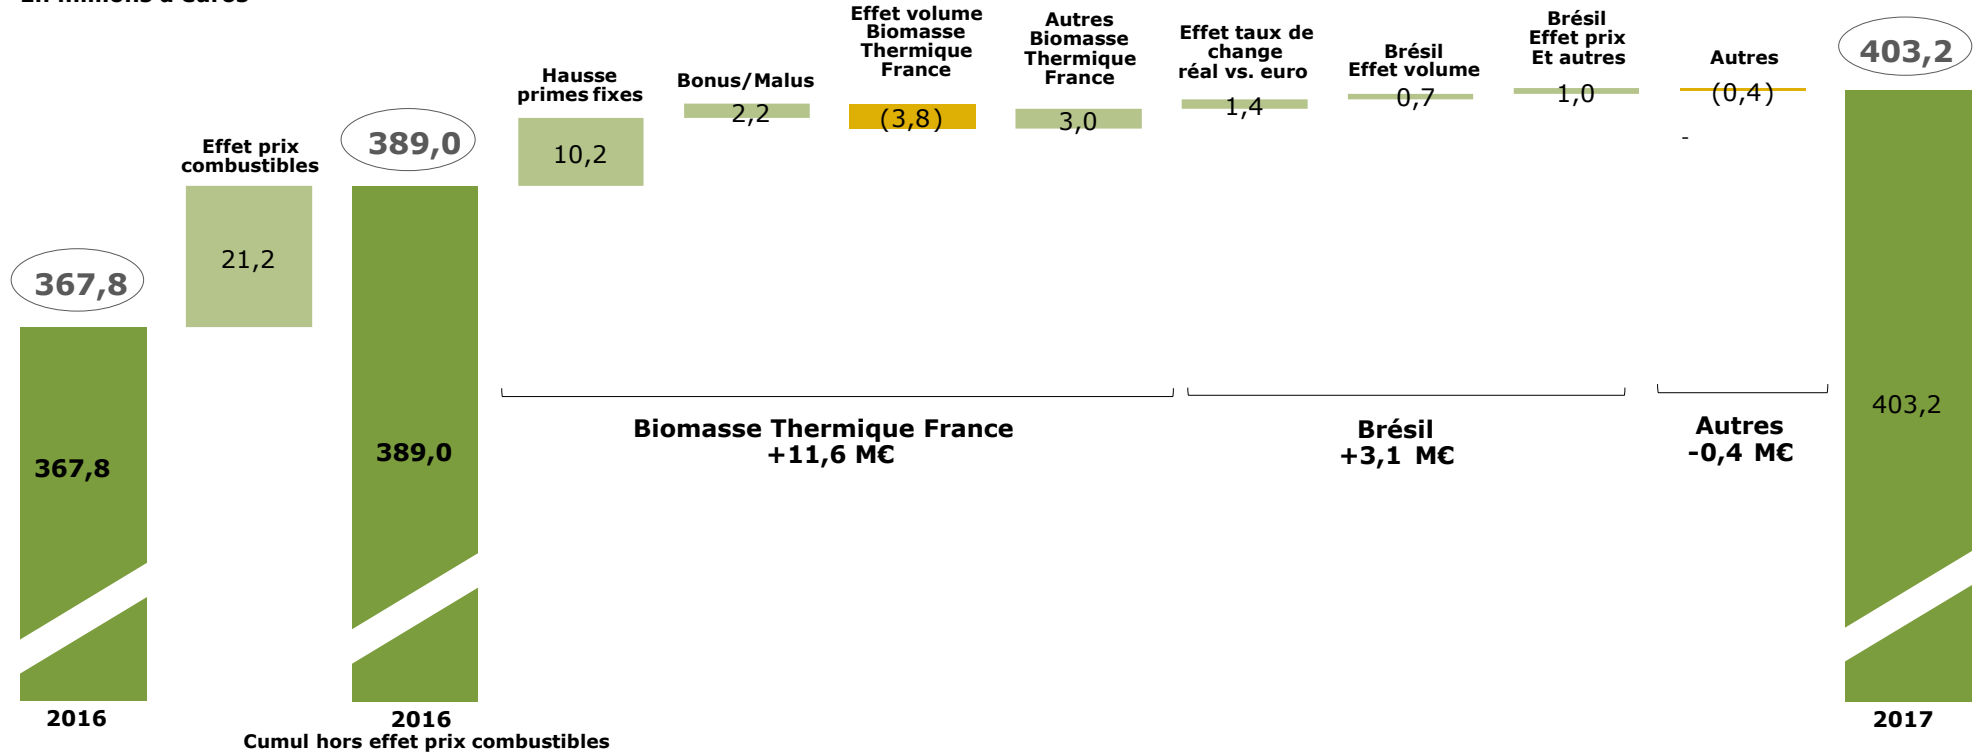 En millions d'euros
367,8
367,8
2016
Effet prix
combustibles
21,2
389,0
389,0
2016
Cumul hors effet prix combustibles
Hausse
primes fixes
10,2
Bonus/Malus
2,2
Effet volume
Biomasse
Thermique
France
(3,8)
Autres
Biomasse
Thermique
France
3,0
Effet taux de
change
réal vs. euro
1,4
Brésil
Effet volume
0,7
Brésil
Effet prix
Et autres
1,0
Autres
(0,4)
-
Biomasse Thermique France
+11,6 M€
Brésil
+3,1 M€
Autres
-0,4 M€
403,2
403,2
2017